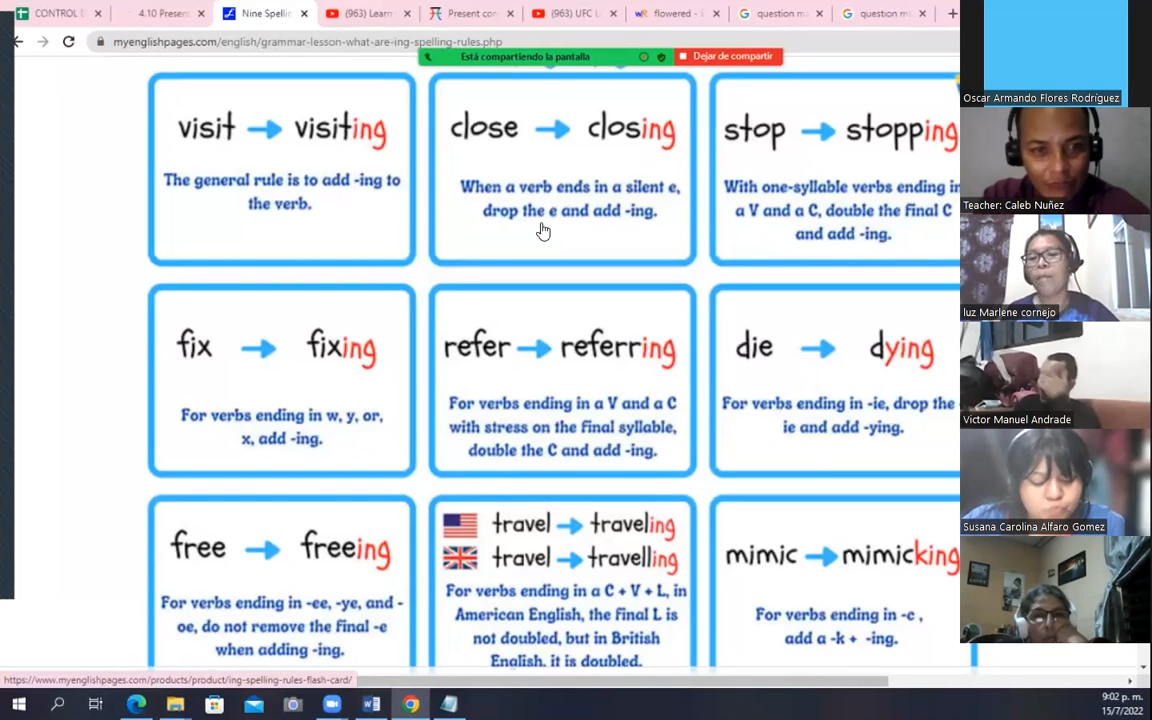 CONTROL
4.10 Presen
Nine Spelli
(963) Learn
Present con
(963) UFC L
flowered - E
question m
question m
myenglishpages.com/english/grammar-lesson-what-are-ing-spelling-rules.php
Está compartiendo la pantalla
Dejar de compartir
visit visiting
The general rule is to add -ing to
the verb.
close closing
When a verb ends in a silent e,
drop the e and add -ing.
stop stopping
With one-syllable verbs ending in
a V and a C, double the final C
and add -ing.
fix fixing
For verbs ending in w, y, or,
x, add -ing.
refer referring
For verbs ending in a V and a C
with stress on the final syllable,
double the C and add -ing.
die dying
For verbs ending in -ie, drop the
ie and add -ying.
free freeing
For verbs ending in -ee, -ye, and -
oe, do not remove the final -e
when adding -ing.
travel traveling
travel travelling
For verbs ending in a C + V + L, in
American English, the final L is
not doubled, but in British
English, it is doubled.
mimic mimicking
For verbs ending in -c ,
add a -k + -ing.
Oscar Armando Flores Rodríguez
Teacher: Caleb Nuñez
luz Marlene cornejo
Victor Manuel Andrade
Susana Carolina Alfaro Gomez
https://www.myenglishpages.com/products/product/ing-spelling-rules-flash-card/
9:02 p. m.
15/7/2022